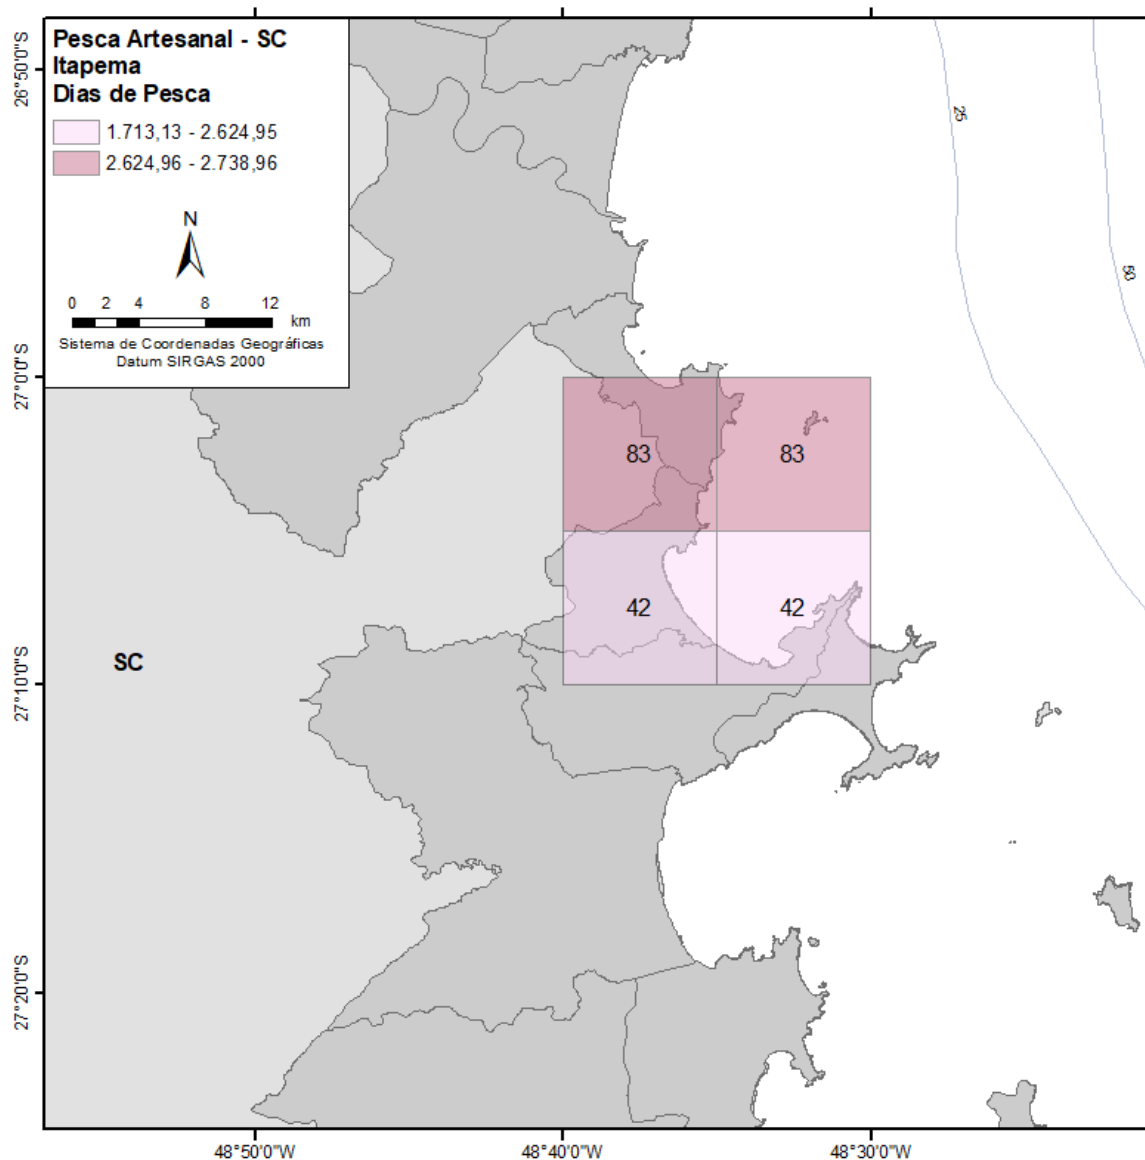 Pesca Artesanal - SC
Itapema
Dias de Pesca
1.713,13 - 2.624,95
2.624,96 - 2.738,96
N
0 2 4 8 12
km
Sistema de Coordenadas Geográficas
Datum SIRGAS 2000
26°50'0"S
27°0'0"S
27°10'0"S
27°20'0"S
25
50
83 83
42 42
SC
48°50'0"W 48°40'0"W 48°30'0"W